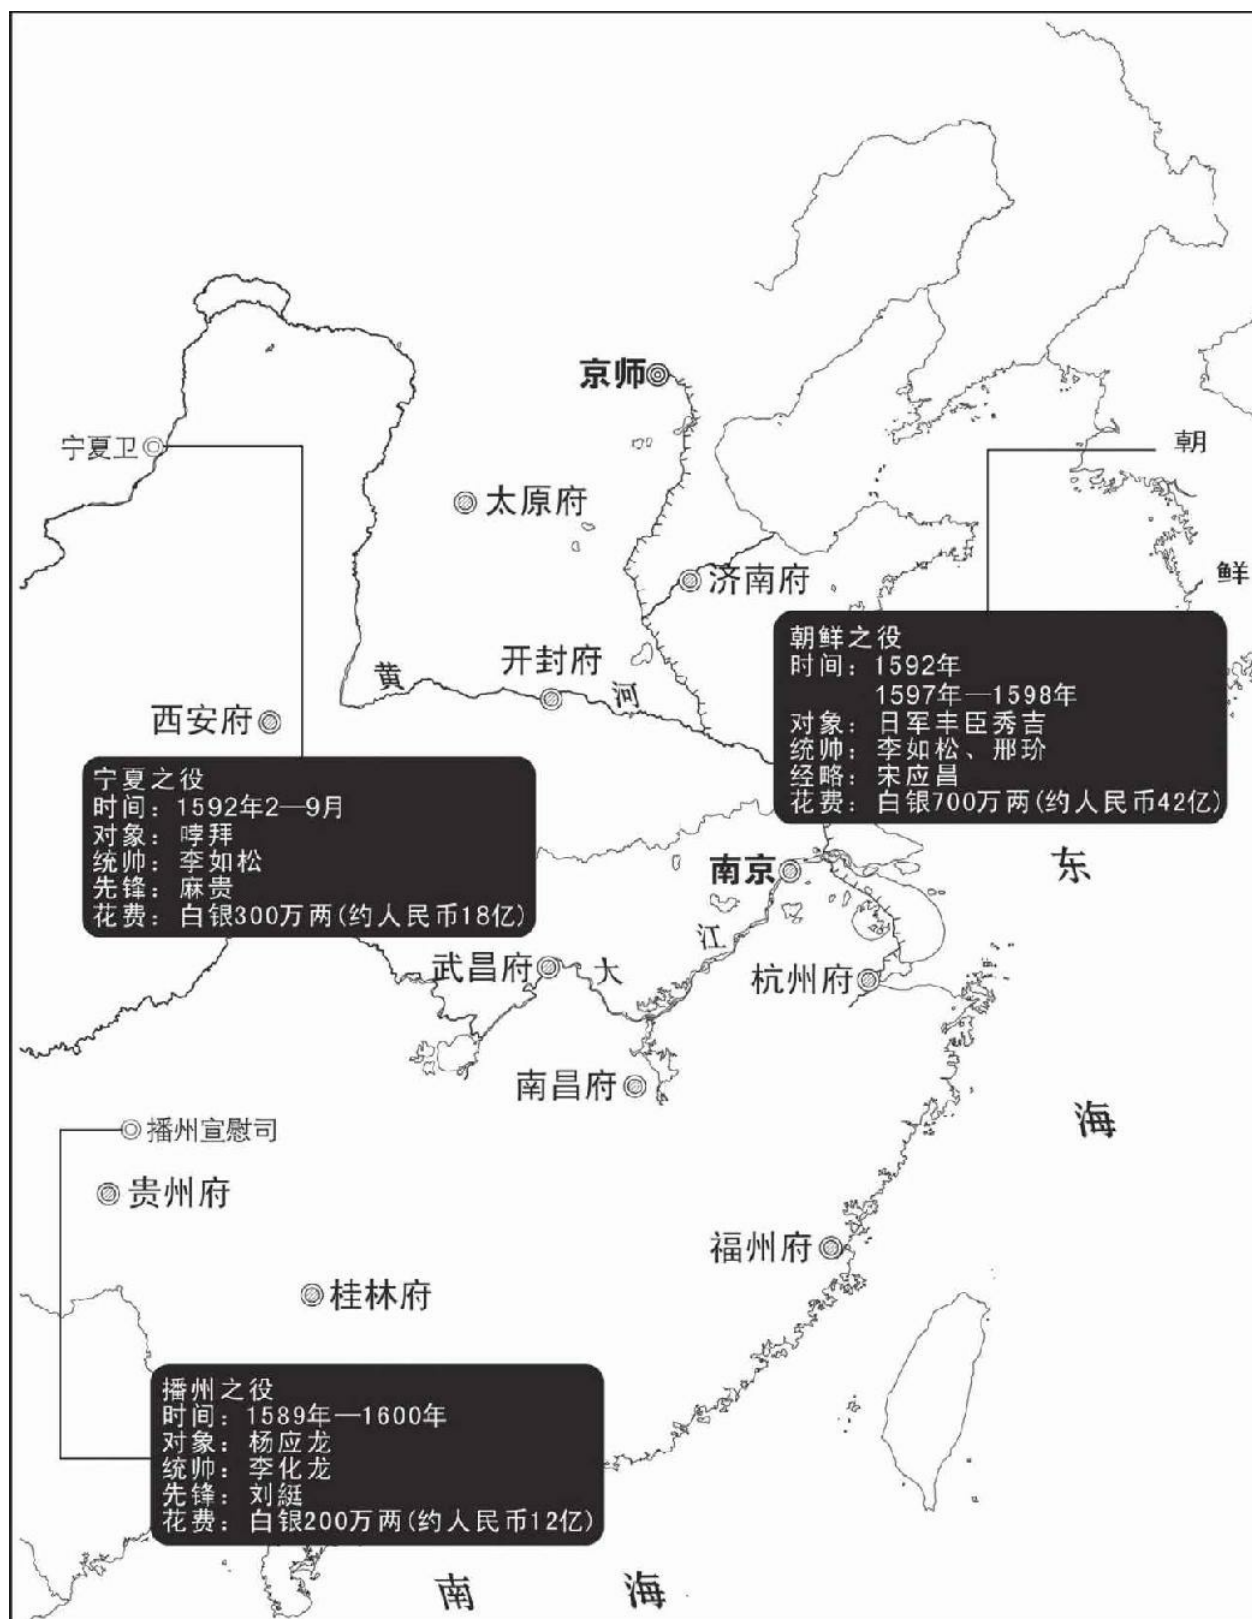 京师
宁夏卫
朝
太原府
鲜
济南府
朝鲜之役
时间：1592年
1597年—1598年
对象：日军丰臣秀吉
统帅：李如松、邢玠
经略：宋应昌
花费：白银700万两(约人民币42亿)
开封府
黄
河
西安府
宁夏之役
时间：1592年2—9月
对象：哱拜
统帅：李如松
先锋：麻贵
花费：白银300万两(约人民币18亿)
东
南京
江
武昌府
大
杭州府
南昌府
海
播州宣慰司
贵州府
福州府
桂林府
播州之役
时间：1589年—1600年
对象：杨应龙
统帅：李化龙
先锋：刘綎
花费：白银200万两(约人民币12亿)
南 海